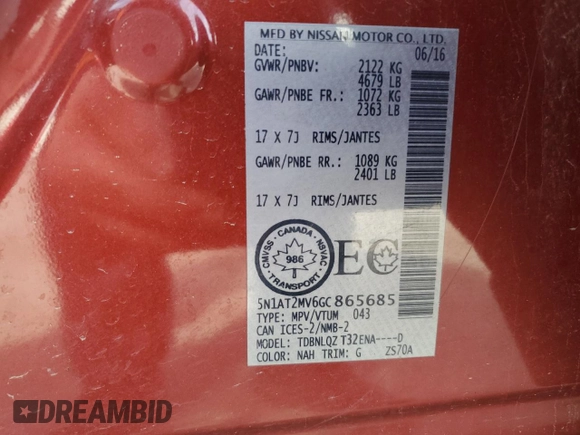 MFD BY NISSAN MOTOR CO., LTD.
DATE: 06/16
GVWR/PNBV: 2122 KG
4679 LB
GAWR/PNBE FR.: 1072 KG
2363 LB
17 X 7J RIMS/JANTES
GAWR/PNBE RR.: 1089 KG
2401 LB
17 X 7J RIMS/JANTES
CMVSS · CANADA · NSVAC · TRANSPORT ·
986
EC
5N1AT2MV6GC865685
TYPE: MPV/VTUM 043
CAN ICES-2/NMB-2
MODEL: TDBNLQZ T32ENA----D
COLOR: NAH TRIM: G ZS70A
DREAMBID